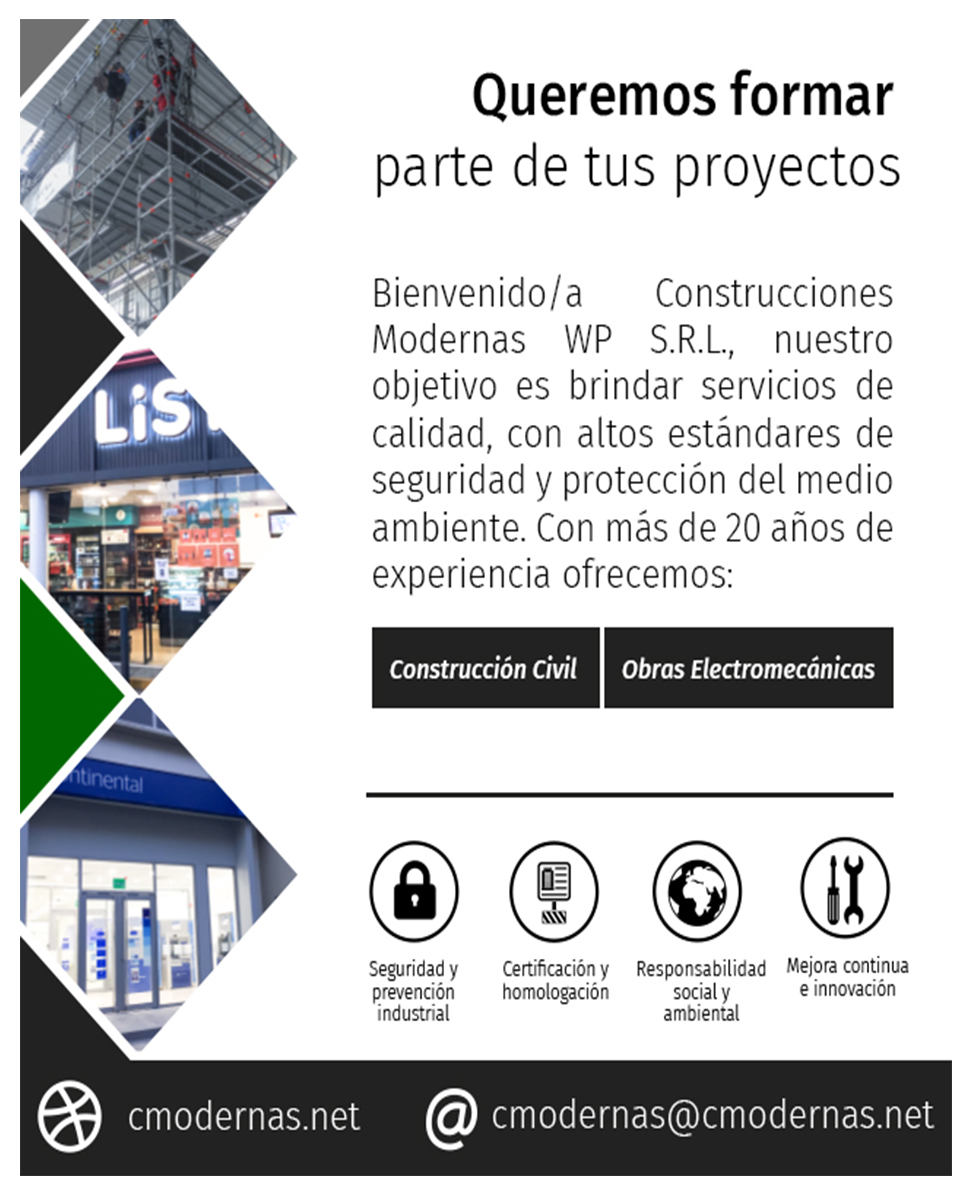 Queremos formar
parte de tus proyectos
Bienvenido/a Construcciones
Modernas WP S.R.L., nuestro
objetivo es brindar servicios de
calidad, con altos estándares de
seguridad y protección del medio
ambiente. Con más de 20 años de
experiencia ofrecemos:
Construcción Civil
Obras Electromecánicas
LiS
ntinental
Seguridad y
prevención
industrial
Certificación y
homologación
Responsabilidad
social y
ambiental
Mejora continua
e innovación
cmodernas.net
@ cmodernas@cmodernas.net